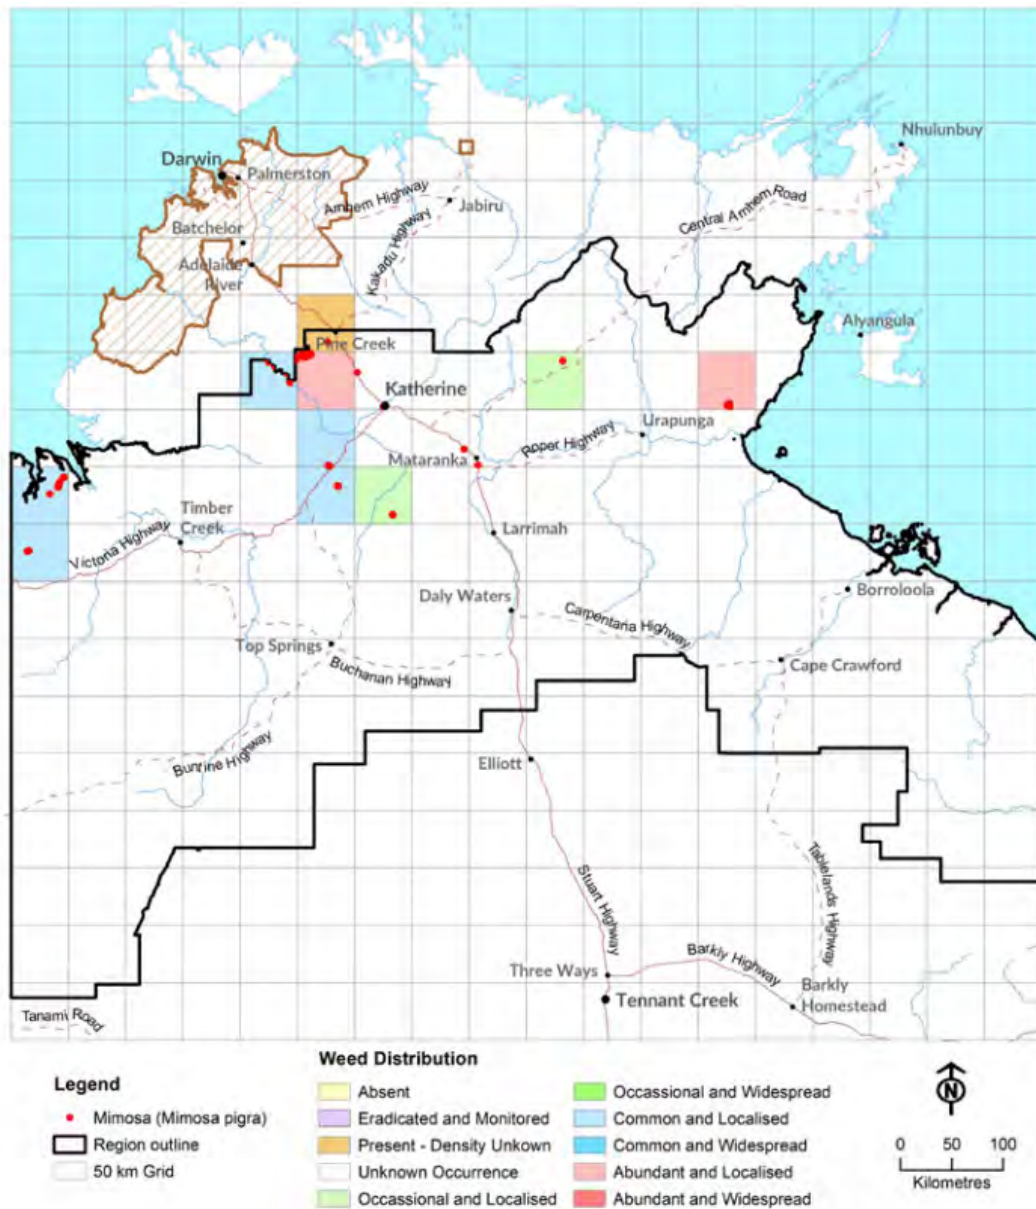 Nhulunbuy
Darwin
Palmerston
Arnhem Highway
Jabiru
Central Arnhem Road
Batchelor
Kakadu Highway
Adelaide
River
Alyangula
Pine Creek
Katherine
Urapunga
Roper Highway
Mataranka
Timber
Creek
Victoria Highway
Larrimah
Daly Waters
Borroloola
Carpentaria Highway
Top Springs
Buchanan Highway
Cape Crawford
Buntine Highway
Elliott
Stuart Highway
Tablelands Highway
Three Ways
Barkly Highway
Barkly
Homestead
Tennant Creek
Tanami Road
Weed Distribution
Legend
Mimosa (Mimosa pigra)
Region outline
50 km Grid
Absent
Eradicated and Monitored
Present - Density Unkown
Unknown Occurrence
Occassional and Localised
Occassional and Widespread
Common and Localised
Common and Widespread
Abundant and Localised
Abundant and Widespread
N
0 50 100
Kilometres